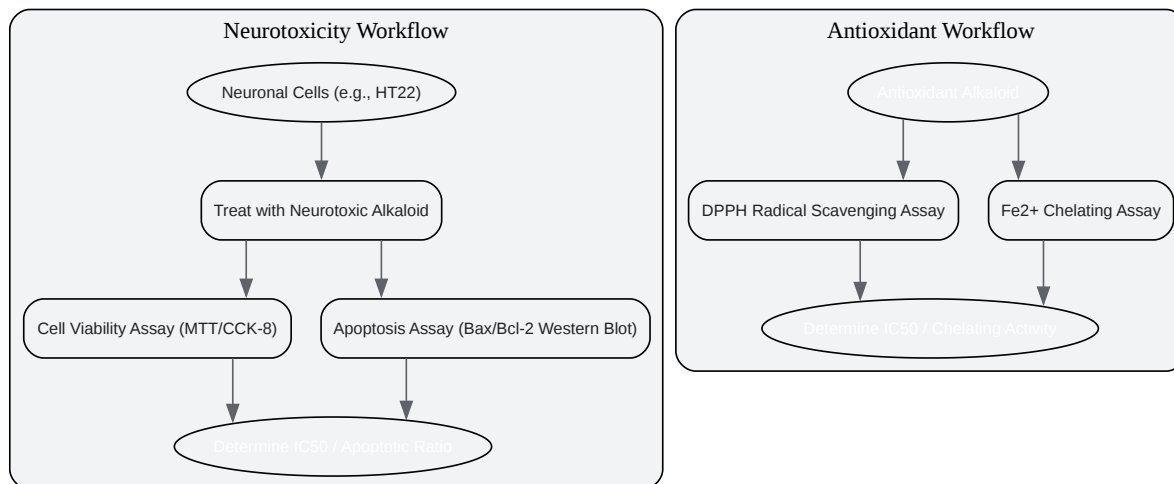 Neurotoxicity Workflow
Neuronal Cells (e.g., HT22)
Treat with Neurotoxic Alkaloid
Cell Viability Assay (MTT/CCK-8)
Apoptosis Assay (Bax/Bcl-2 Western Blot)
Determine IC50 / Apoptotic Ratio
Antioxidant Workflow
Antioxidant Alkaloid
DPPH Radical Scavenging Assay
Fe2+ Chelating Assay
Determine IC50 / Chelating Activity